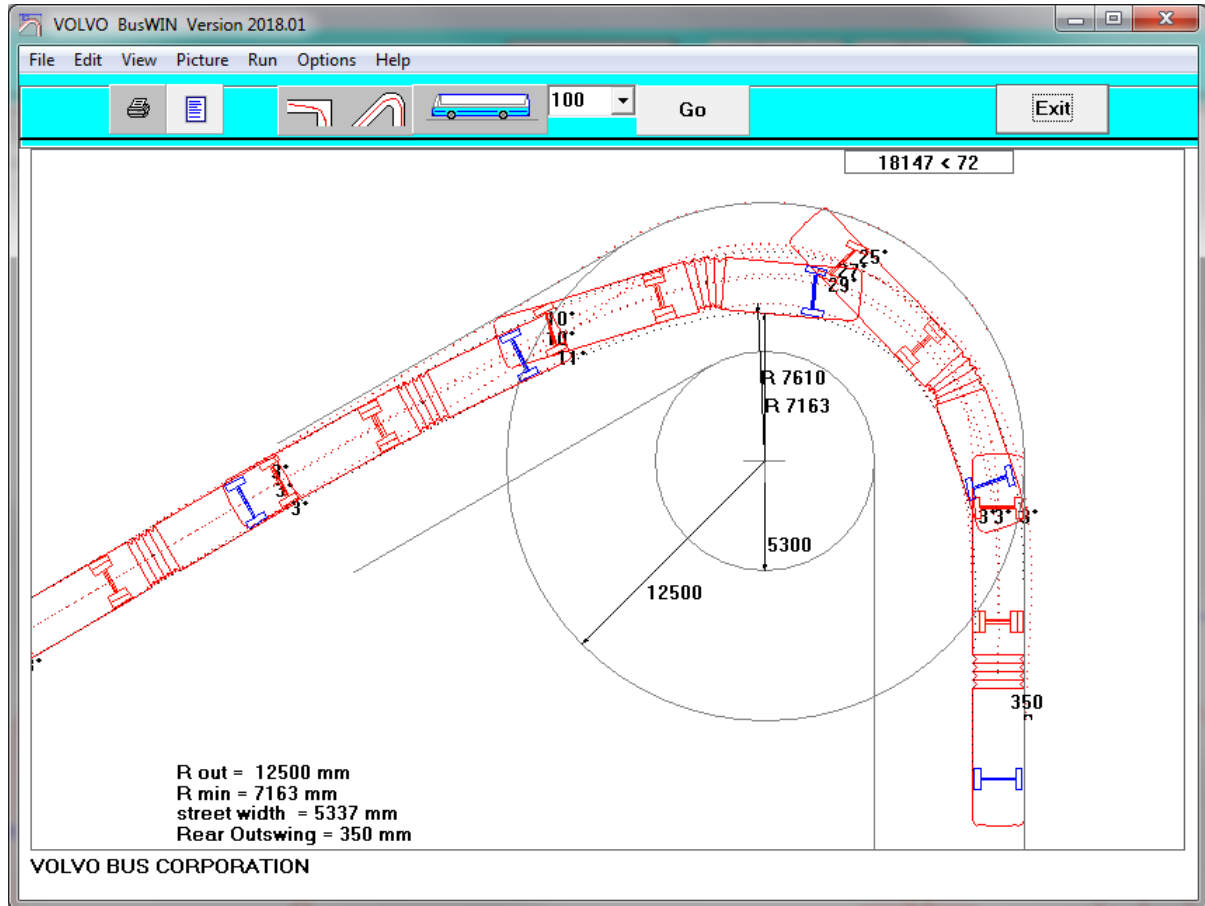 VOLVO BusWIN Version 2018.01
File Edit View Picture Run Options Help
100
Go
Exit
18147 < 72
25°
27°
29°
10°
10°
11°
R 7610
R 7163
3°
3°
3°
3°
3°
3°
5300
12500
350
R out = 12500 mm
R min = 7163 mm
street width = 5337 mm
Rear Outswing = 350 mm
VOLVO BUS CORPORATION